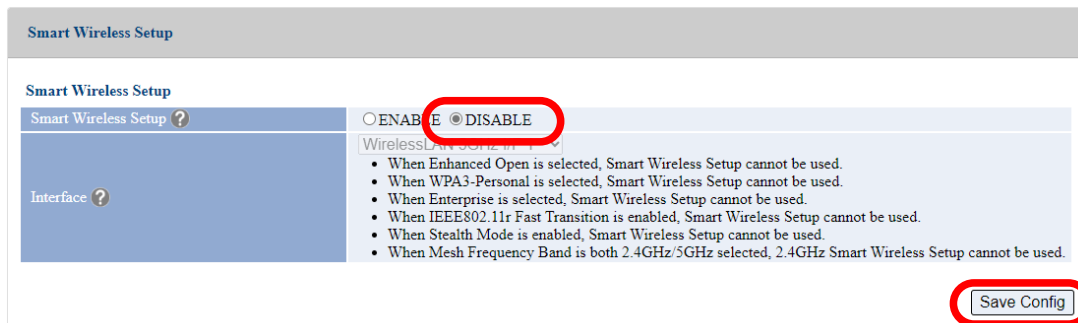 Smart Wireless Setup
Smart Wireless Setup
Smart Wireless Setup ? ENABLE DISABLE
WirelessLAN 5GHz I/F 1
Interface ?
• When Enhanced Open is selected, Smart Wireless Setup cannot be used.
• When WPA3-Personal is selected, Smart Wireless Setup cannot be used.
• When Enterprise is selected, Smart Wireless Setup cannot be used.
• When IEEE802.11r Fast Transition is enabled, Smart Wireless Setup cannot be used.
• When Stealth Mode is enabled, Smart Wireless Setup cannot be used.
• When Mesh Frequency Band is both 2.4GHz/5GHz selected, 2.4GHz Smart Wireless Setup cannot be used.
Save Config